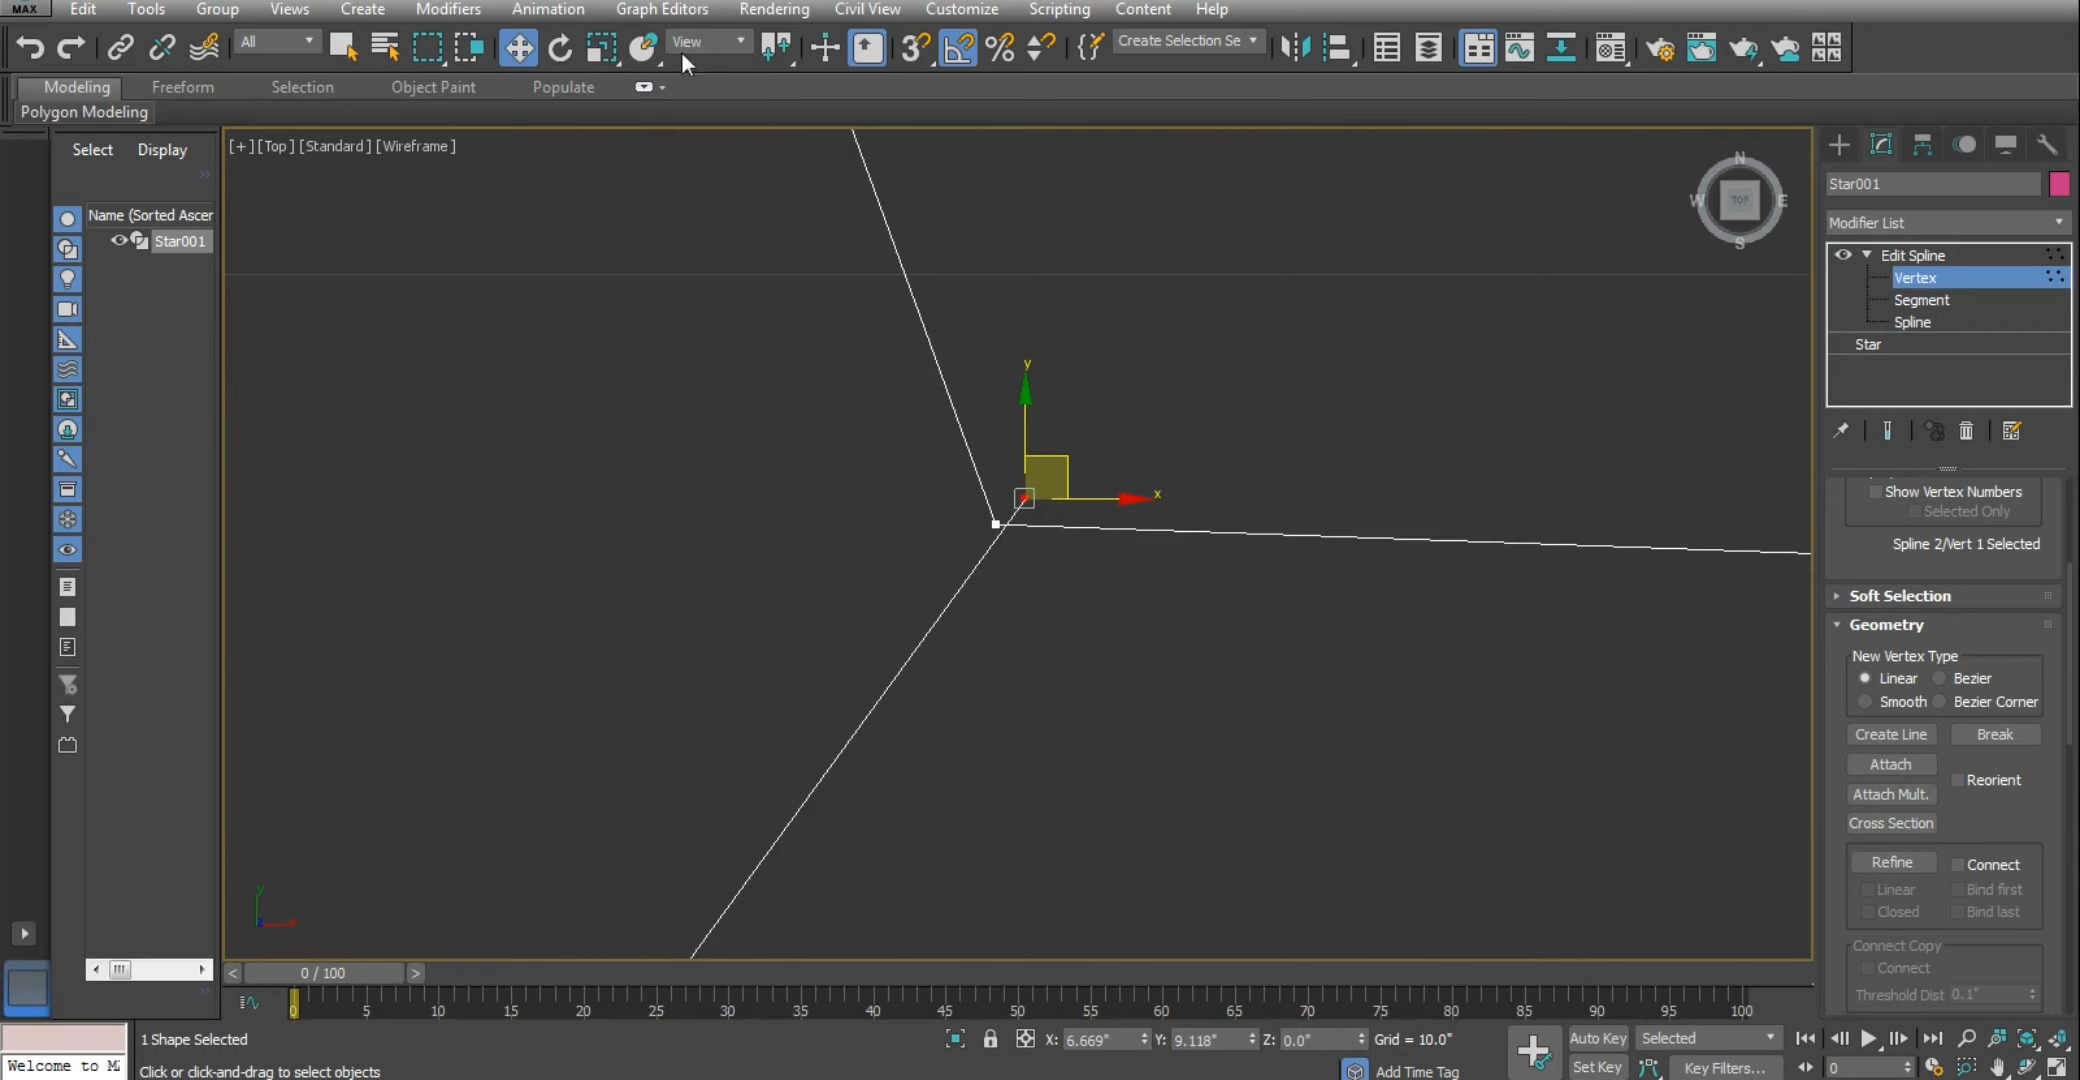 MAX Edit Tools Group Views Create Modifiers Animation Graph Editors Rendering Civil View Customize Scripting Content Help
All View Create Selection Se
Modeling Freeform Selection Object Paint Populate
Polygon Modeling
Select Display
Name (Sorted Ascer
Star001
[+] [Top] [Standard] [Wireframe]
N
W TOP E
S
y
x
y
z
Star001
Modifier List
Edit Spline
Vertex
Segment
Spline
Star
Show Vertex Numbers
Selected Only
Spline 2/Vert 1 Selected
Soft Selection
Geometry
New Vertex Type
Linear Bezier
Smooth Bezier Corner
Create Line Break
Attach
Reorient
Attach Mult.
Cross Section
Refine Connect
Linear Bind first
Closed Bind last
Connect Copy
Connect
Threshold Dist 0.1"
< 0 / 100 >
0 5 10 15 20 25 30 35 40 45 50 55 60 65 70 75 80 85 90 95 100
1 Shape Selected X: 6.669" Y: 9.118" Z: 0.0" Grid = 10.0" Auto Key Selected
Welcome to M Click or click-and-drag to select objects Add Time Tag Set Key Key Filters... 0